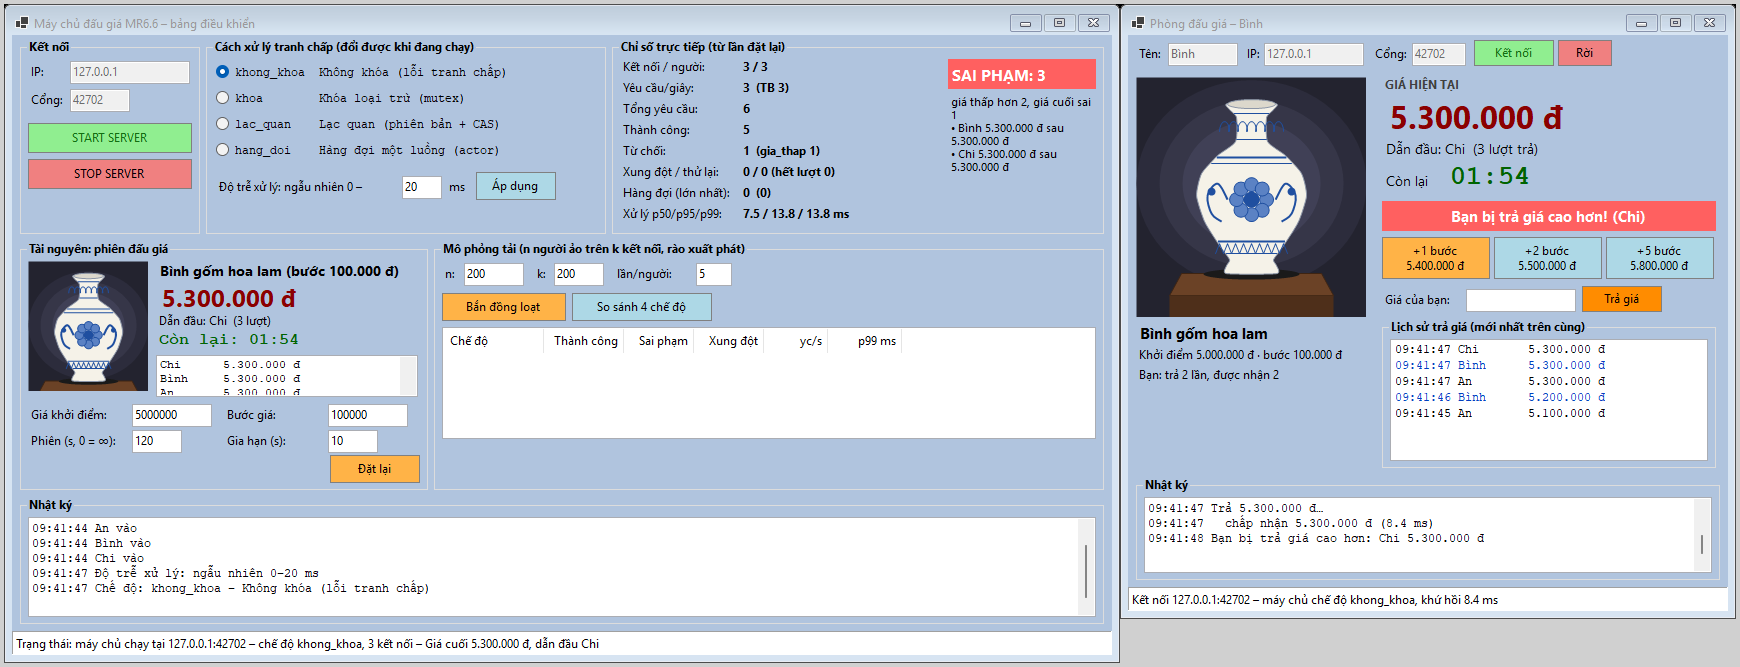 Máy chủ đấu giá MR6.6 – bảng điều khiển
Kết nối
IP: 127.0.0.1
Cổng: 42702
START SERVER
STOP SERVER
Cách xử lý tranh chấp (đổi được khi đang chạy)
khong_khoa Không khóa (lỗi tranh chấp)
khoa Khóa loại trừ (mutex)
lac_quan Lạc quan (phiên bản + CAS)
hang_doi Hàng đợi một luồng (actor)
Độ trễ xử lý: ngẫu nhiên 0 – 20 ms Áp dụng
Chỉ số trực tiếp (từ lần đặt lại)
Kết nối / người: 3 / 3
Yêu cầu/giây: 3 (TB 3)
Tổng yêu cầu: 6
Thành công: 5
Từ chối: 1 (gia_thap 1)
Xung đột / thử lại: 0 / 0 (hết lượt 0)
Hàng đợi (lớn nhất): 0 (0)
Xử lý p50/p95/p99: 7.5 / 13.8 / 13.8 ms
SAI PHẠM: 3
giá thấp hơn 2, giá cuối sai
1
• Bình 5.300.000 đ sau
5.300.000 đ
• Chi 5.300.000 đ sau
5.300.000 đ
Tài nguyên: phiên đấu giá
Bình gốm hoa lam (bước 100.000 đ)
5.300.000 đ
Dẫn đầu: Chi (3 lượt)
Còn lại: 01:54
Chi 5.300.000 đ
Bình 5.300.000 đ
An 5.300.000 đ
Giá khởi điểm: 5000000 Bước giá: 100000
Phiên (s, 0 = ∞): 120 Gia hạn (s): 10
Đặt lại
Mô phỏng tải (n người ảo trên k kết nối, rào xuất phát)
n: 200 k: 200 lần/người: 5
Bắn đồng loạt So sánh 4 chế độ
Chế độ Thành công Sai phạm Xung đột yc/s p99 ms
Nhật ký
09:41:44 An vào
09:41:44 Bình vào
09:41:44 Chi vào
09:41:47 Độ trễ xử lý: ngẫu nhiên 0–20 ms
09:41:47 Chế độ: khong_khoa – Không khóa (lỗi tranh chấp)
Trạng thái: máy chủ chạy tại 127.0.0.1:42702 – chế độ khong_khoa, 3 kết nối – Giá cuối 5.300.000 đ, dẫn đầu Chi
Phòng đấu giá – Bình
Tên: Bình IP: 127.0.0.1 Cổng: 42702 Kết nối Rời
GIÁ HIỆN TẠI
5.300.000 đ
Dẫn đầu: Chi (3 lượt trả)
Còn lại 01:54
Bạn bị trả giá cao hơn! (Chi)
+1 bước
5.400.000 đ
+2 bước
5.500.000 đ
+5 bước
5.800.000 đ
Giá của bạn: Trả giá
Bình gốm hoa lam
Khởi điểm 5.000.000 đ · bước 100.000 đ
Bạn: trả 2 lần, được nhận 2
Lịch sử trả giá (mới nhất trên cùng)
09:41:47 Chi 5.300.000 đ
09:41:47 Bình 5.300.000 đ
09:41:47 An 5.300.000 đ
09:41:46 Bình 5.200.000 đ
09:41:45 An 5.100.000 đ
Nhật ký
09:41:47 Trả 5.300.000 đ…
09:41:47 chấp nhận 5.300.000 đ (8.4 ms)
09:41:48 Bạn bị trả giá cao hơn: Chi 5.300.000 đ
Kết nối 127.0.0.1:42702 – máy chủ chế độ khong_khoa, khứ hồi 8.4 ms